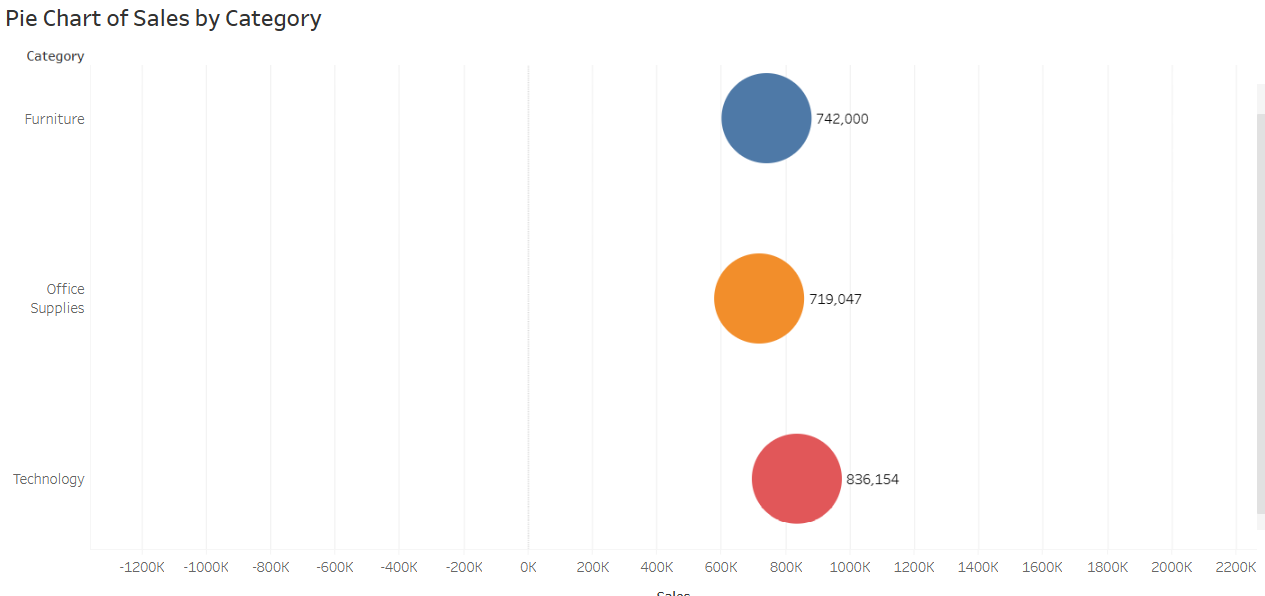 Pie Chart of Sales by Category
Category
Furniture
742,000
Office
Supplies
719,047
Technology
836,154
-1200K -1000K -800K -600K -400K -200K 0K 200K 400K 600K 800K 1000K 1200K 1400K 1600K 1800K 2000K 2200K
Sales